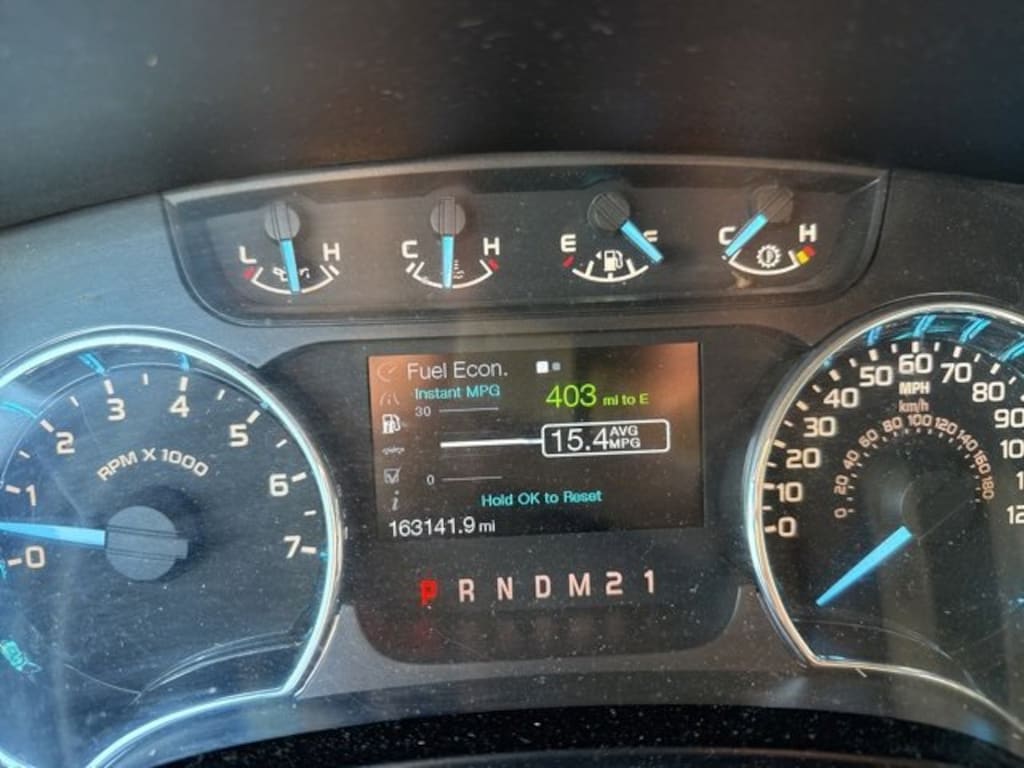 L H
C H
E F
C H
Fuel Econ.
Instant MPG
30
403 mi to E
15.4 AVG MPG
0
Hold OK to Reset
163141.9 mi
P R N D M 2 1
0 1 2 3 4 5 6 7
RPM X 1000
0 10 20 30 40 50 60 70 80 90
MPH
km/h
0 20 40 60 80 100 120 140 160 180